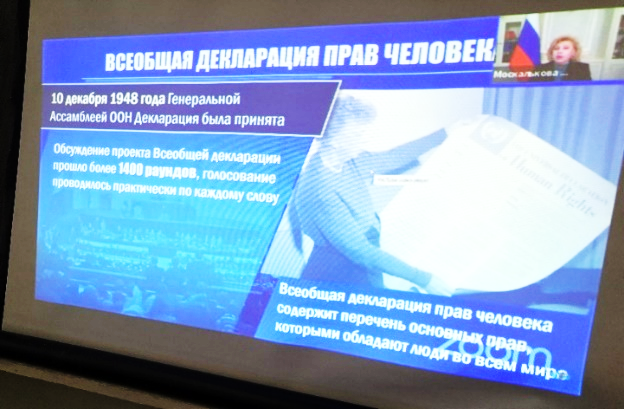 ВСЕОБЩАЯ ДЕКЛАРАЦИЯ ПРАВ ЧЕЛОВЕКА
Москалькова
10 декабря 1948 года Генеральной
Ассамблеей ООН Декларация была принята
Обсуждение проекта Всеобщей декларации
прошло более 1400 раундов, голосование
проводилось практически по каждому слову
Human Rights
Всеобщая декларация прав человека
содержит перечень основных прав,
которыми обладают люди во всем мире
zoom